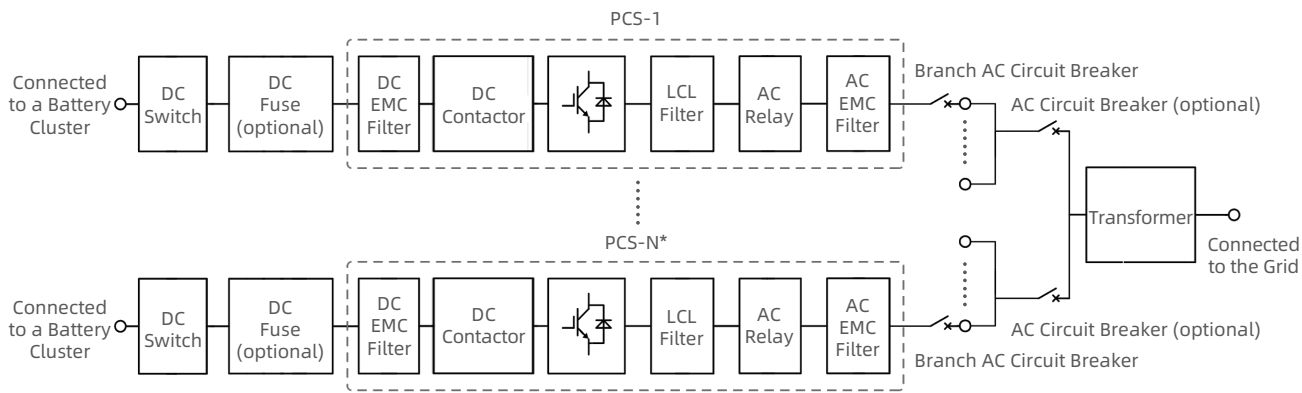 PCS-1
Connected
to a Battery
Cluster
DC
Switch
DC
Fuse
(optional)
DC
EMC
Filter
DC
Contactor
LCL
Filter
AC
Relay
AC
EMC
Filter
Branch AC Circuit Breaker
AC Circuit Breaker (optional)
Transformer
Connected
to the Grid
PCS-N*
Connected
to a Battery
Cluster
DC
Switch
DC
Fuse
(optional)
DC
EMC
Filter
DC
Contactor
LCL
Filter
AC
Relay
AC
EMC
Filter
AC Circuit Breaker (optional)
Branch AC Circuit Breaker